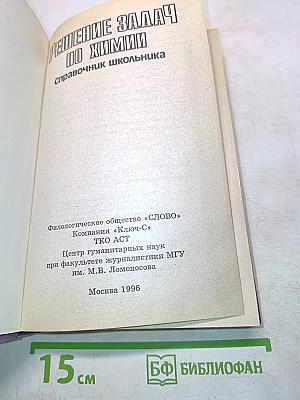 РЕШЕНИЕ ЗАДАЧ
ПО ХИМИИ
справочник школьника
Филологическое общество «СЛОВО»
Компания «Ключ-С»
ТКО АСТ
Центр гуманитарных наук
при факультете журналистики МГУ
им. М.В. Ломоносова
Москва 1996
15 см
БФ БИБЛИОФАН